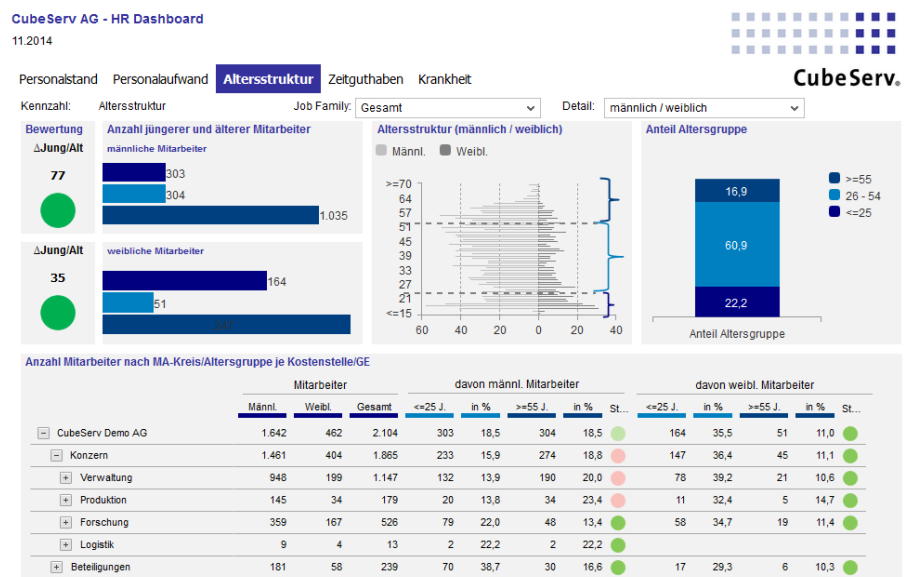 CubeServ AG - HR Dashboard
11.2014
CubeServ®
Personalstand Personalaufwand Altersstruktur Zeitguthaben Krankheit
Kennzahl: Altersstruktur Job Family: Gesamt Detail: männlich / weiblich
Bewertung Anzahl jüngerer und älterer Mitarbeiter Altersstruktur (männlich / weiblich) Anteil Altersgruppe
ΔJung/Alt männliche Mitarbeiter
Männl. Weibl.
77
303
304
1.035
>=70
64
57
51
45
39
33
27
21
<=15
60 40 20 0 20 40
16,9
60,9
22,2
Anteil Altersgruppe
>=55
26 - 54
<=25
ΔJung/Alt weibliche Mitarbeiter
35
164
51
Anzahl Mitarbeiter nach MA-Kreis/Altersgruppe je Kostenstelle/GE
Mitarbeiter davon männl. Mitarbeiter davon weibl. Mitarbeiter
Männl. Weibl. Gesamt <=25 J. in % >=55 J. in % St... <=25 J. in % >=55 J. in % St...
CubeServ Demo AG 1.642 462 2.104 303 18,5 304 18,5 164 35,5 51 11,0
Konzern 1.461 404 1.865 233 15,9 274 18,8 147 36,4 45 11,1
Verwaltung 948 199 1.147 132 13,9 190 20,0 78 39,2 21 10,6
Produktion 145 34 179 20 13,8 34 23,4 11 32,4 5 14,7
Forschung 359 167 526 79 22,0 48 13,4 58 34,7 19 11,4
Logistik 9 4 13 2 22,2 2 22,2
Beteiligungen 181 58 239 70 38,7 30 16,6 17 29,3 6 10,3